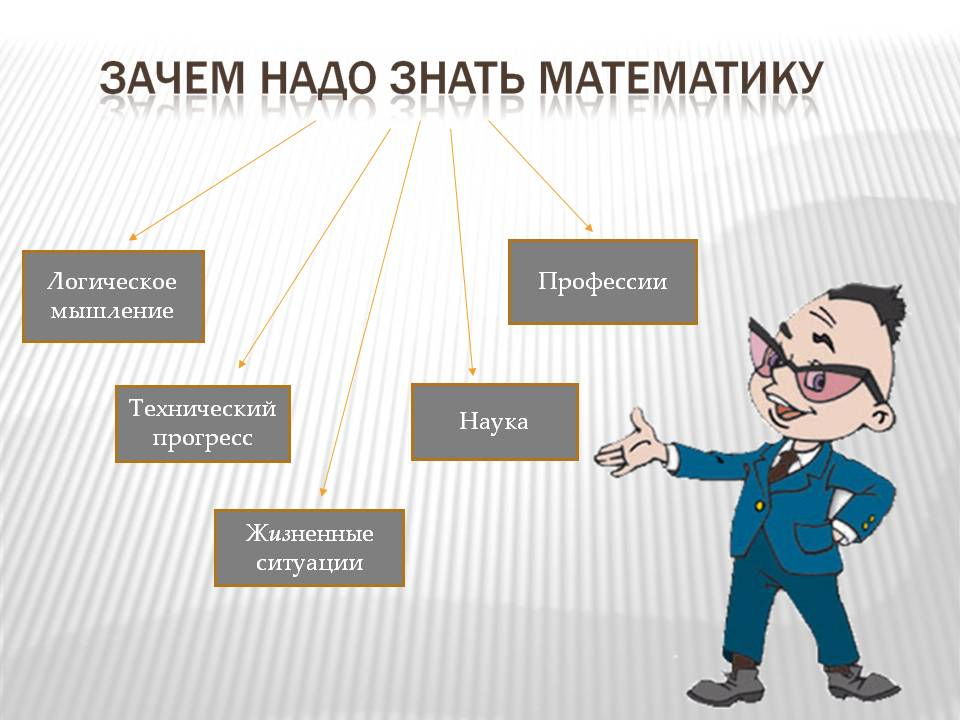 ЗАЧЕМ НАДО ЗНАТЬ МАТЕМАТИКУ
Логическое
мышление
Профессии
Технический
прогресс
Наука
Жизненные
ситуации